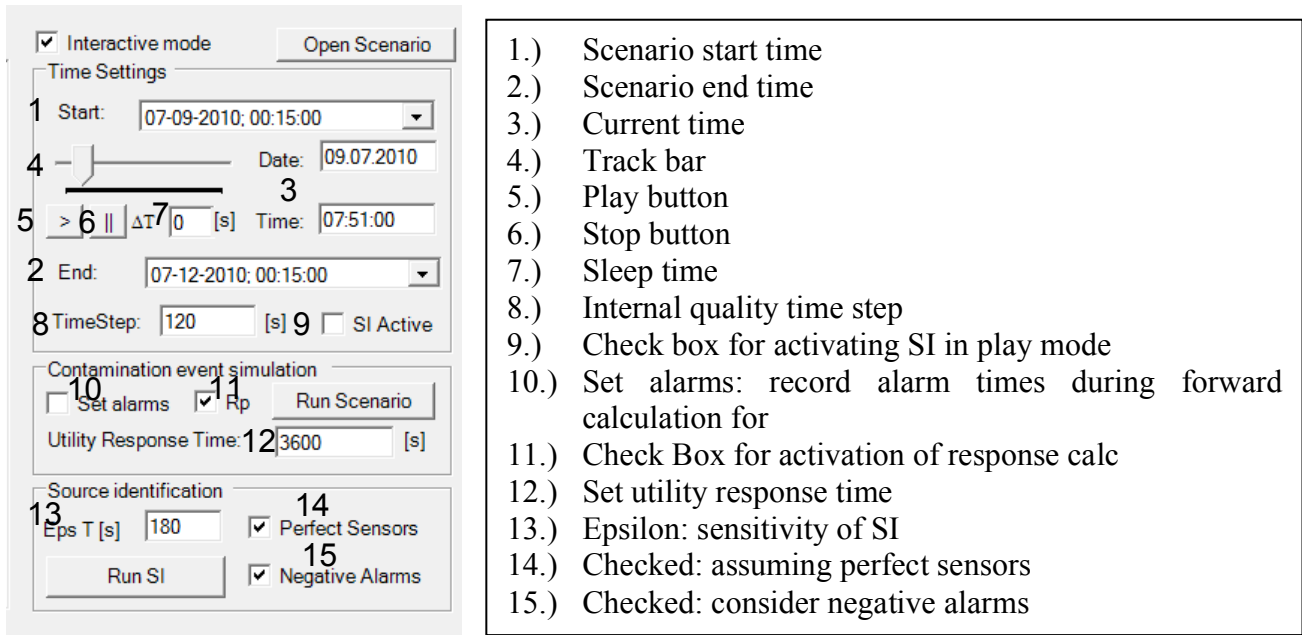 Interactive mode Open Scenario
Time Settings
1 Start: 07-09-2010; 00:15:00
4 Date: 09.07.2010
3
5 > 6 || ΔT 7 0 [s] Time: 07:51:00
2 End: 07-12-2010; 00:15:00
8 TimeStep: 120 [s] 9 SI Active
Contamination event simulation
10 Set alarms 11 Rp Run Scenario
Utility Response Time: 12 3600 [s]
Source identification
13 Eps T [s] 180 14 Perfect Sensors
Run SI 15 Negative Alarms
1.) Scenario start time
2.) Scenario end time
3.) Current time
4.) Track bar
5.) Play button
6.) Stop button
7.) Sleep time
8.) Internal quality time step
9.) Check box for activating SI in play mode
10.) Set alarms: record alarm times during forward
calculation for
11.) Check Box for activation of response calc
12.) Set utility response time
13.) Epsilon: sensitivity of SI
14.) Checked: assuming perfect sensors
15.) Checked: consider negative alarms